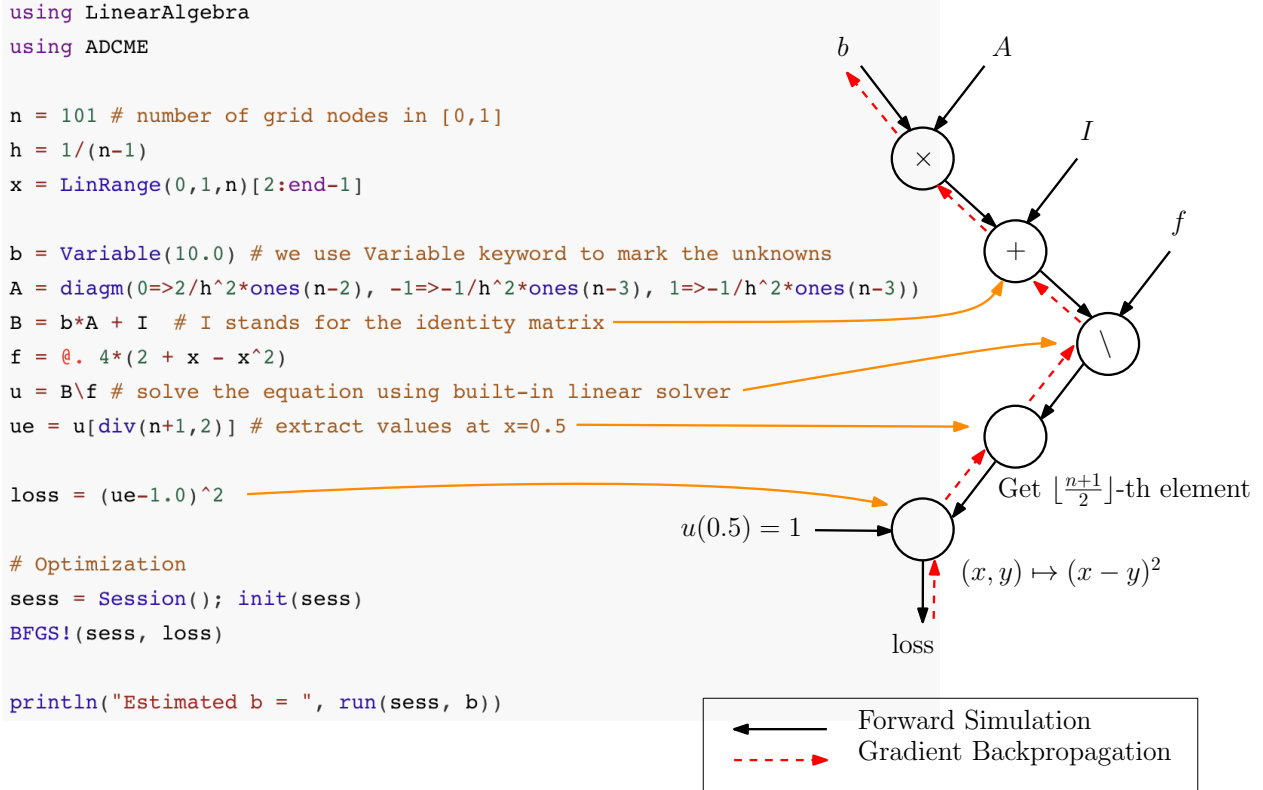 using LinearAlgebra
using ADCME
n = 101 # number of grid nodes in [0,1]
h = 1/(n-1)
x = LinRange(0,1,n)[2:end-1]
b = Variable(10.0) # we use Variable keyword to mark the unknowns
A = diagm(0=>2/h^2*ones(n-2), -1=>-1/h^2*ones(n-3), 1=>-1/h^2*ones(n-3))
B = b*A + I  # I stands for the identity matrix
f = @. 4*(2 + x - x^2)
u = B\f # solve the equation using built-in linear solver
ue = u[div(n+1,2)] # extract values at x=0.5
loss = (ue-1.0)^2
# Optimization
sess = Session(); init(sess)
BFGS!(sess, loss)
println("Estimated b = ", run(sess, b))
b
A
×
I
+
f
\
Get ⌊(n+1)/2⌋-th element
u(0.5) = 1
(x, y) ↦ (x − y)²
loss
Forward Simulation
Gradient Backpropagation